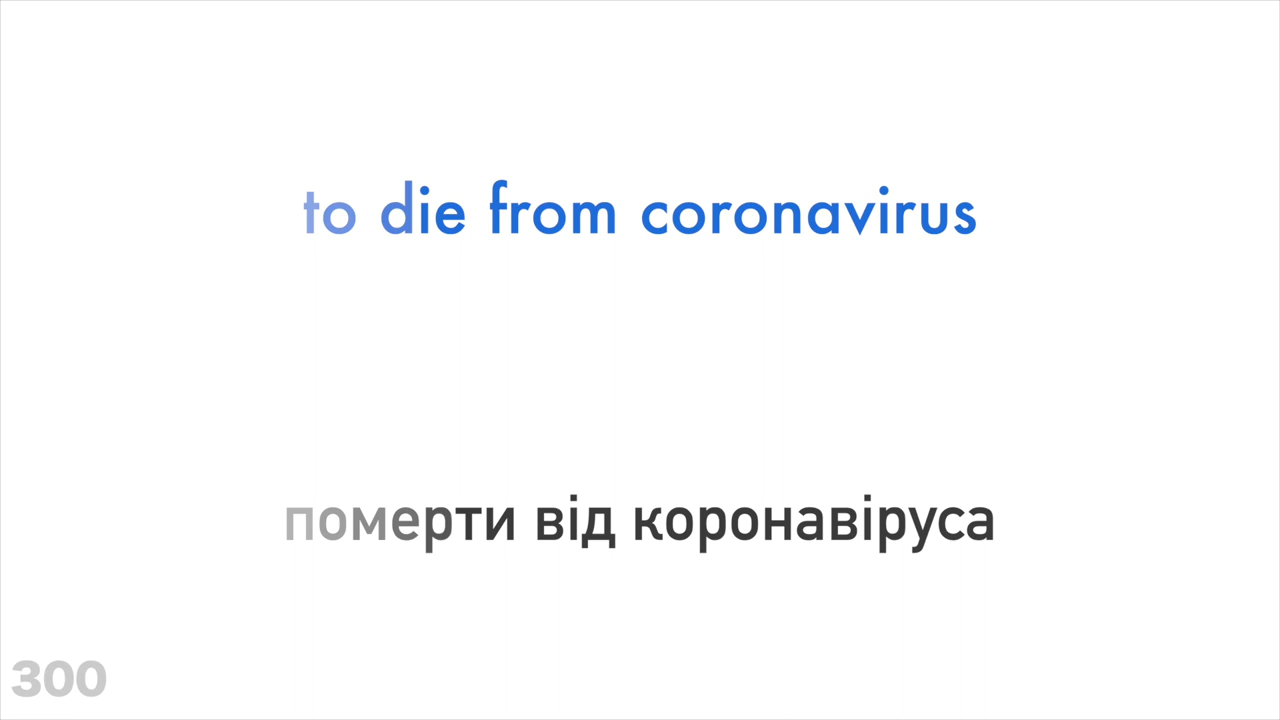 to die from coronavirus
померти від коронавіруса
300